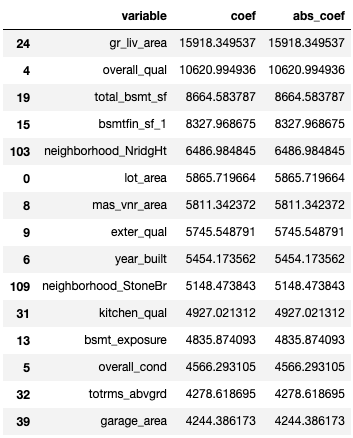 variable coef abs_coef
24 gr_liv_area 15918.349537 15918.349537
4 overall_qual 10620.994936 10620.994936
19 total_bsmt_sf 8664.583787 8664.583787
15 bsmtfin_sf_1 8327.968675 8327.968675
103 neighborhood_NridgHt 6486.984845 6486.984845
0 lot_area 5865.719664 5865.719664
8 mas_vnr_area 5811.342372 5811.342372
9 exter_qual 5745.548791 5745.548791
6 year_built 5454.173562 5454.173562
109 neighborhood_StoneBr 5148.473843 5148.473843
31 kitchen_qual 4927.021312 4927.021312
13 bsmt_exposure 4835.874093 4835.874093
5 overall_cond 4566.293105 4566.293105
32 totrms_abvgrd 4278.618695 4278.618695
39 garage_area 4244.386173 4244.386173